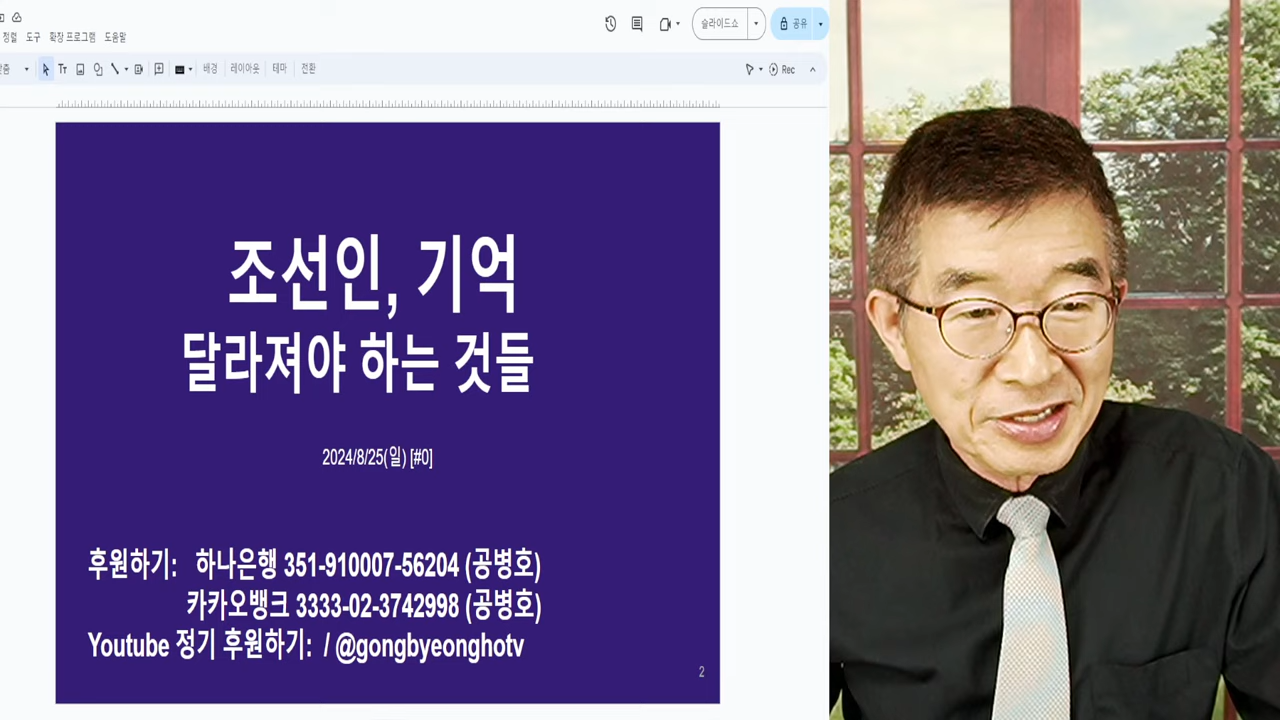 정렬 도구 확장 프로그램 도움말
슬라이드쇼
공유
맞춤
Tт
배경 레이아웃 테마 전환
Rec
조선인, 기억
달라져야 하는 것들
2024/8/25(일) [#0]
후원하기: 하나은행 351-910007-56204 (공병호)
카카오뱅크 3333-02-3742998 (공병호)
Youtube 정기 후원하기: / @gongbyeonghotv
2